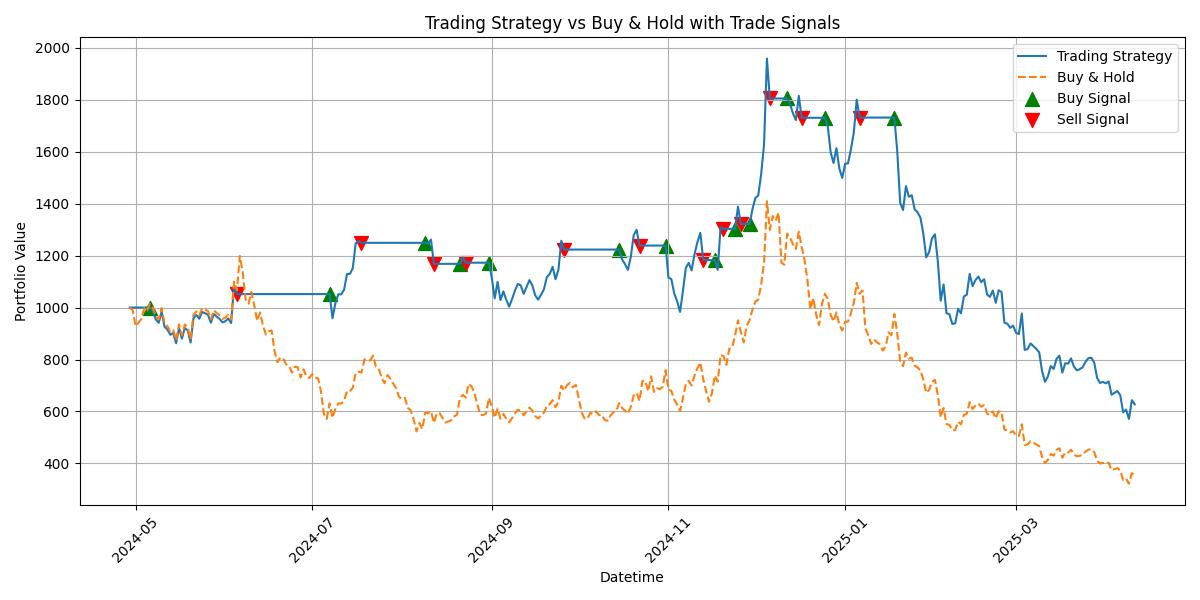 Trading Strategy vs Buy & Hold with Trade Signals
Portfolio Value
2000
1800
1600
1400
1200
1000
800
600
400
Trading Strategy
Buy & Hold
Buy Signal
Sell Signal
2024-05
2024-07
2024-09
2024-11
2025-01
2025-03
Datetime